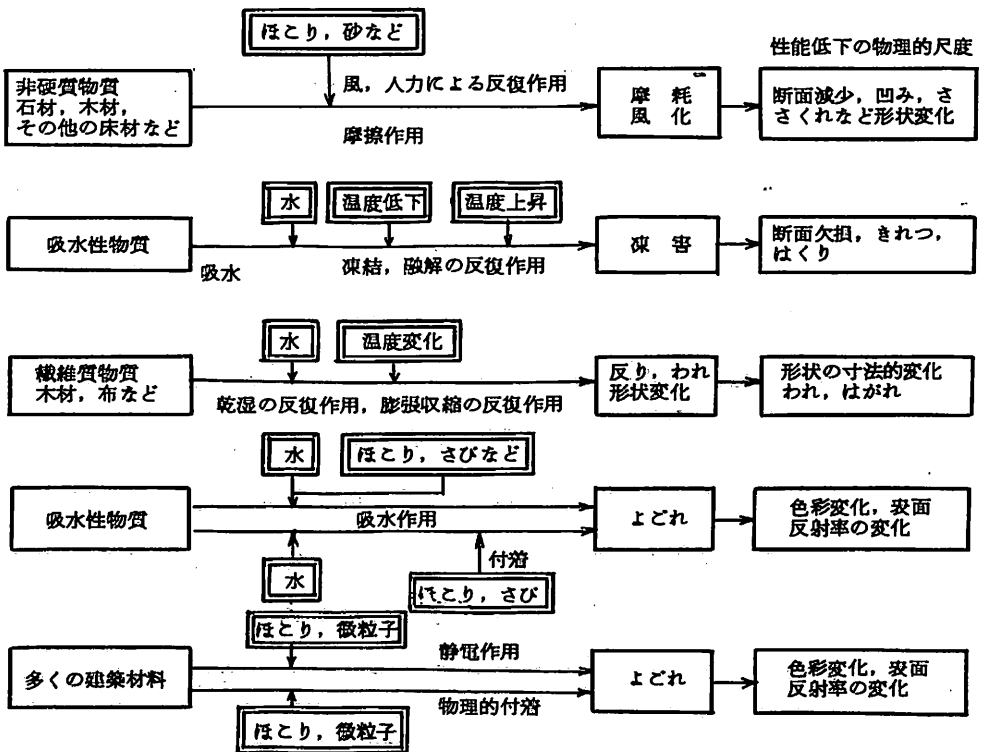 ほこり，砂など
性能低下の物理的尺度
非硬質物質
石材，木材，
その他の床材など
風，人力による反復作用
摩擦作用
摩耗
風化
断面減少，凹み，さ
さくれなど形状変化
水
温度低下
温度上昇
吸水性物質
吸水
凍結，融解の反復作用
凍害
断面欠損，きれつ，
はくり
水
温度変化
繊維質物質
木材，布など
乾湿の反復作用，膨張収縮の反復作用
反り，われ
形状変化
形状の寸法的変化
われ，はがれ
水
ほこり，さびなど
吸水性物質
吸水作用
よごれ
色彩変化，表面
反射率の変化
水
付着
ほこり，さび
ほこり，微粒子
多くの建築材料
静電作用
物理的付着
よごれ
色彩変化，表面
反射率の変化
ほこり，微粒子